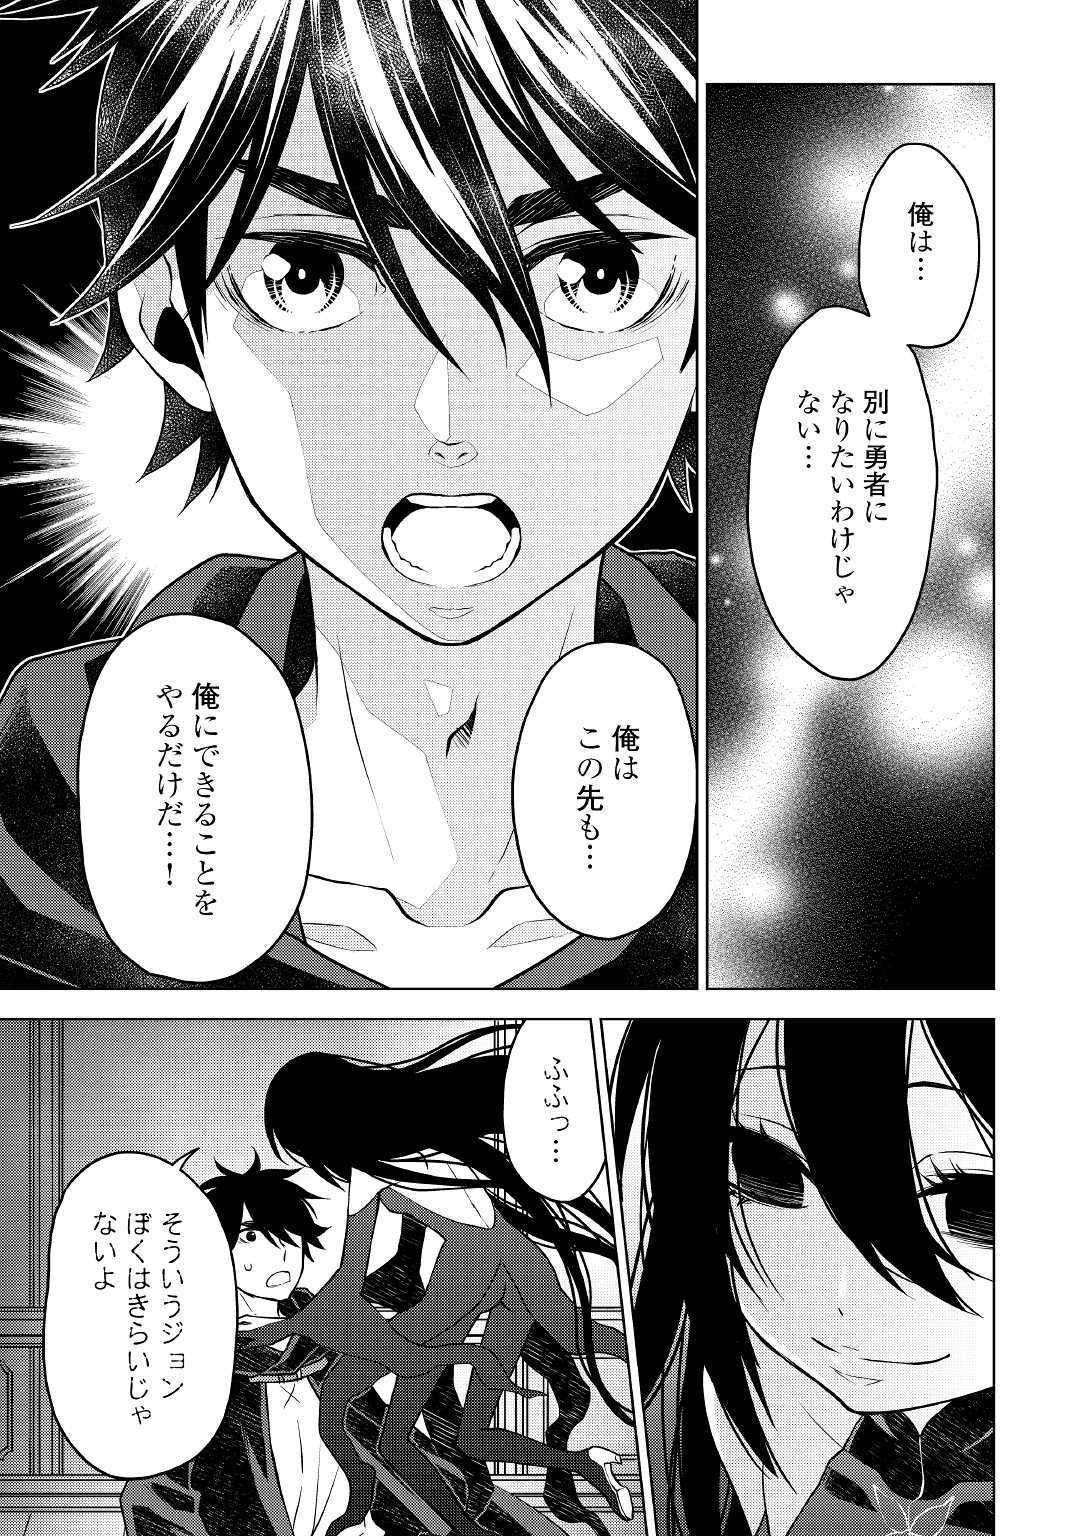 俺は…
別に勇者に
なりたいわけじゃ
ない…
俺は
この先も…
俺にできることを
やるだけだ…！
ふふっ…
そういうジョン
ぼくはきらいじゃ
ないよ